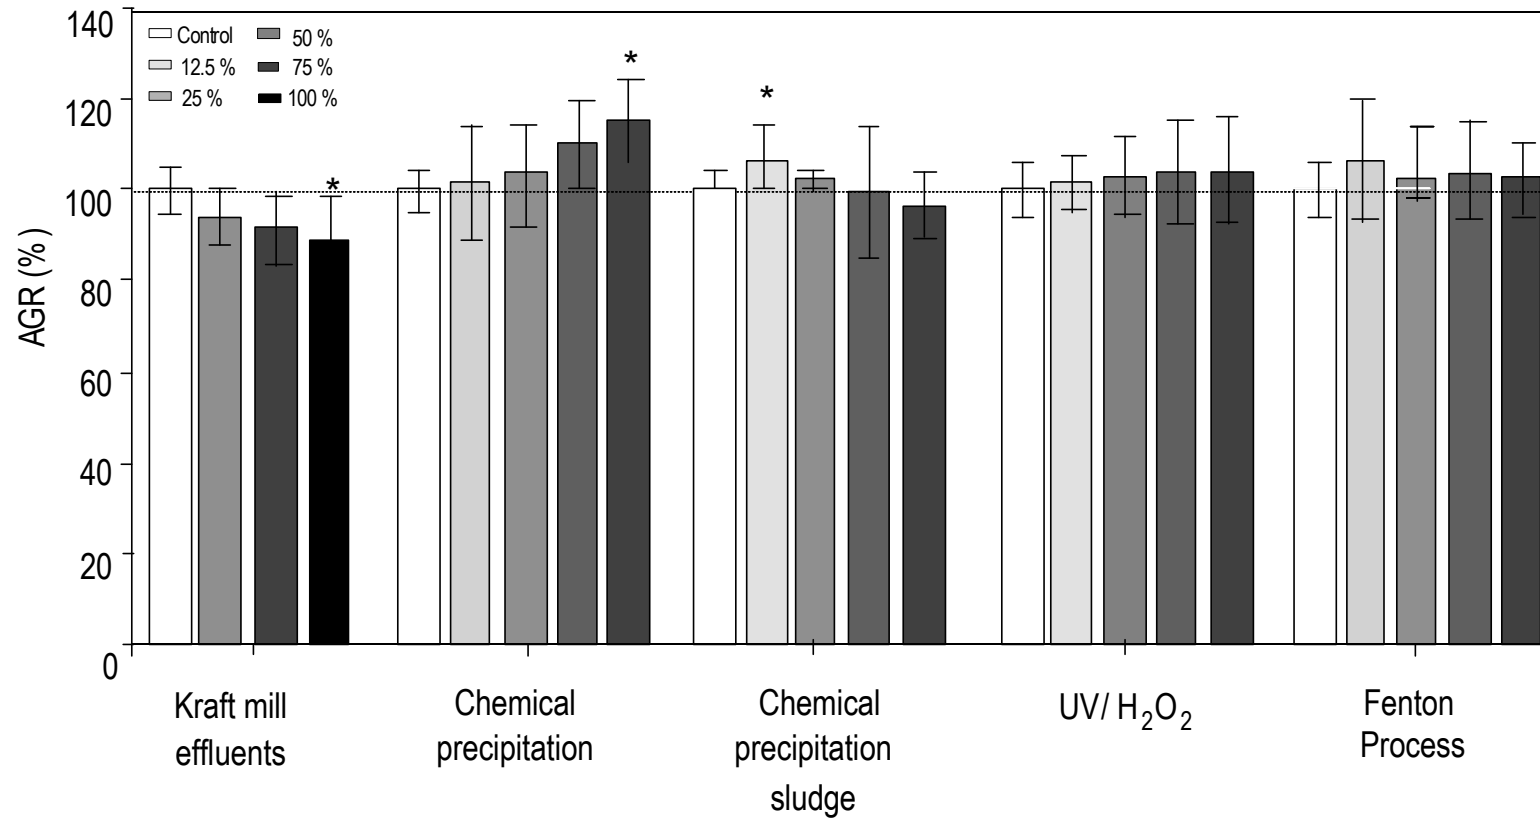 140
120
100
80
60
40
20
0
AGR (%)
Control
12.5 %
25 %
50 %
75 %
100 %
*
*
*
Kraft mill
effluents
Chemical
precipitation
Chemical
precipitation
sludge
UV/ H₂O₂
Fenton
Process